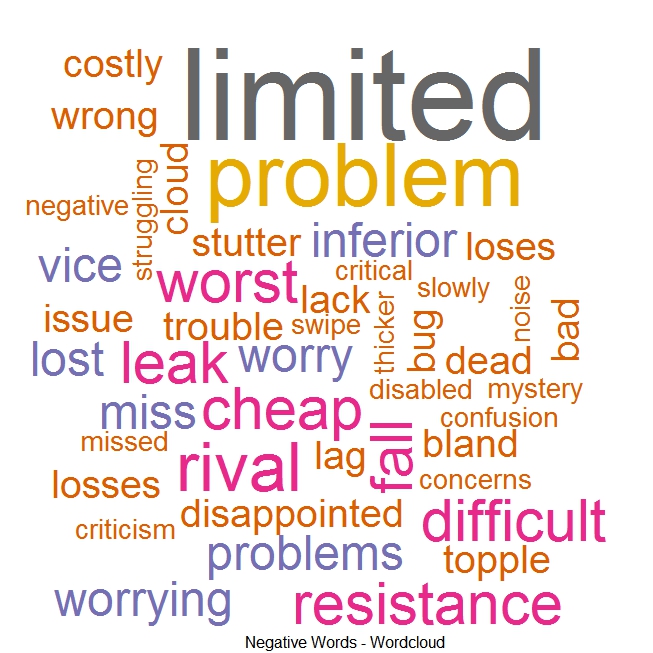 costly
limited
wrong
problem
struggling
cloud
negative
stutter
inferior
loses
vice
worst
critical
slowly
lack
thicker
noise
bug
bad
issue
trouble
swipe
lost
leak
worry
dead
disabled
mystery
miss
cheap
confusion
missed
rival
lag
fall
bland
losses
concerns
disappointed
criticism
difficult
problems
topple
worrying
resistance
Negative Words - Wordcloud